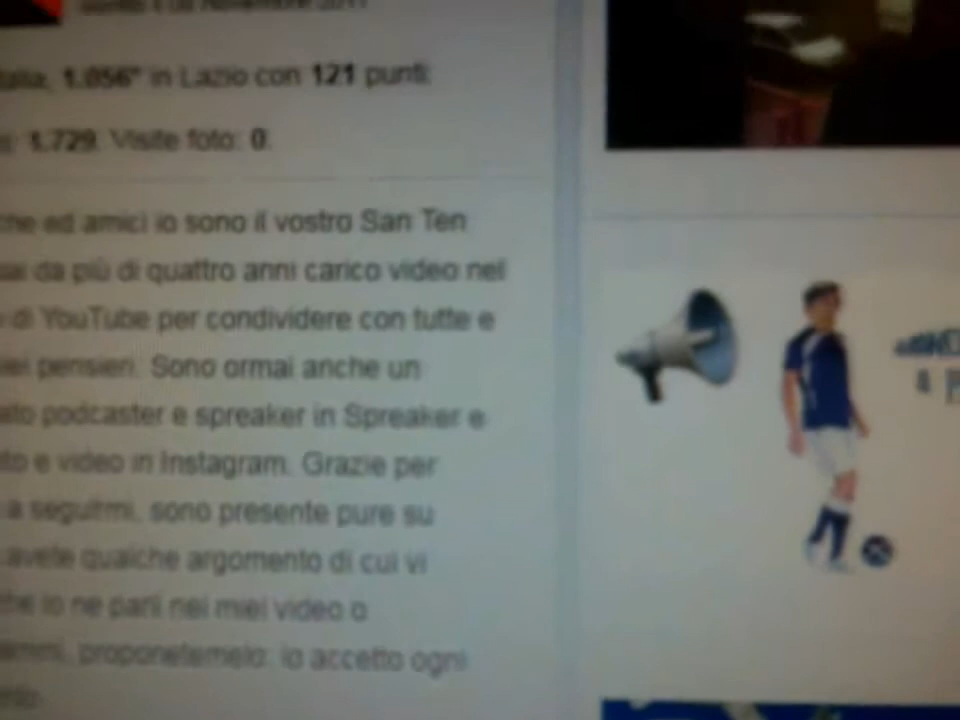 1.056° in Lazio con 121 punti
1.729. Visite foto: 0.
che ed amici io sono il vostro San Ten
da più di quattro anni carico video nel
di YouTube per condividere con tutte e
pensieri. Sono ormai anche un
podcaster e spreaker in Spreaker e
e video in Instagram. Grazie per
a seguirmi, sono presente pure su
avete qualche argomento di cui vi
che io ne parli nei miei video o
proponetemelo: io accetto ogni